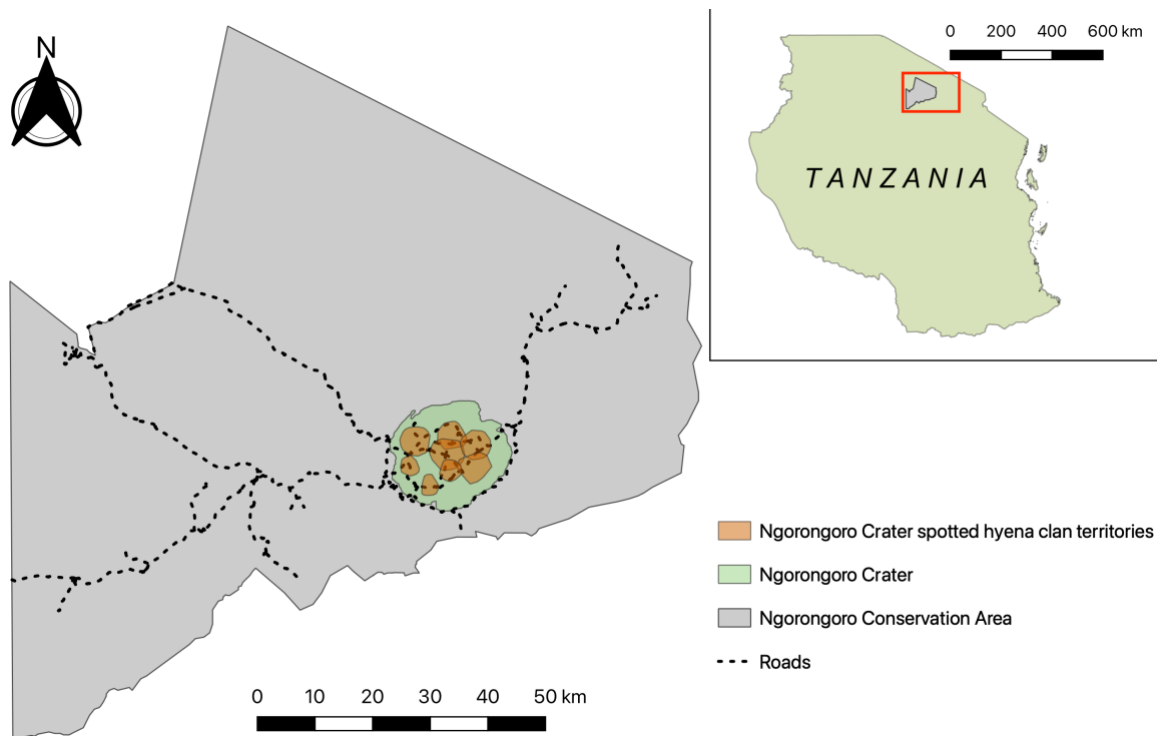 N
0 200 400 600 km
TANZANIA
Ngorongoro Crater spotted hyena clan territories
Ngorongoro Crater
Ngorongoro Conservation Area
Roads
0 10 20 30 40 50 km